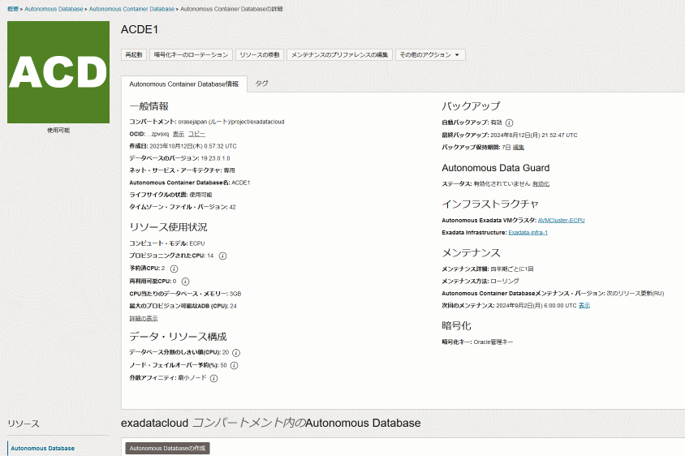 概要 » Autonomous Database » Autonomous Container Database » Autonomous Container Databaseの詳細
ACD
使用可能
ACDE1
再起動 暗号化キーのローテーション リソースの移動 メンテナンスのプリファレンスの編集 その他のアクション
Autonomous Container Database情報 タグ
一般情報
コンパートメント: orasejapan (ルート)/project/exadatacloud
OCID: 表示 コピー
作成日: 2023年10月12日(木) 0:57:32 UTC
データベースのバージョン: 19.23.0.1.0
ネット・サービス・アーキテクチャ: 専用
Autonomous Container Database名: ACDE1
ライフサイクルの状態: 使用可能
タイムゾーン・ファイル・バージョン: 42
リソース使用状況
コンピュート・モデル: ECPU
プロビジョニングされたCPU: 14
予約済CPU: 2
再利用可能CPU: 0
CPU当たりのデータベース・メモリー: 3GB
最大のプロビジョン可能なADB (CPU): 24
詳細の表示
データ・リソース構成
データベース分割のしきい値(CPU): 20
ノード・フェイルオーバー予約(%): 50
分散アフィニティ: 最小ノード
バックアップ
自動バックアップ: 有効
最終バックアップ: 2024年8月12日(月) 21:52:47 UTC
バックアップ保持期間: 7日 編集
Autonomous Data Guard
ステータス: 有効化されていません 有効化
インフラストラクチャ
Autonomous Exadata VMクラスタ: AVMCluster-ECPU
Exadata Infrastructure: Exadata-Infra-1
メンテナンス
メンテナンス詳細: 四半期ごとに1回
メンテナンス方法: ローリング
Autonomous Container Databaseメンテナンス・バージョン: 次のリリース更新(RU)
次回のメンテナンス: 2024年9月2日(月) 6:00:00 UTC 表示
暗号化
暗号化キー: Oracle管理キー
リソース
Autonomous Database
exadatacloud コンパートメント内のAutonomous Database
Autonomous Databaseの作成